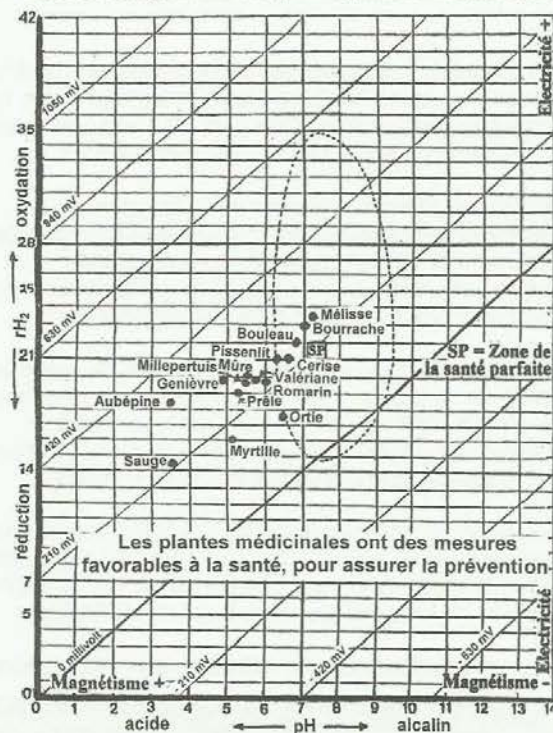 42
1050 mV
Electricité +
oxydation
35
840 mV
28
630 mV
25
rH₂
Mélisse
Bourrache
Bouleau
21
Pissenlit
SP
SP = Zone de
la santé parfaite
Cerise
Millepertuis
Mûre
Valériane
Genièvre
Romarin
Aubépine
Prêle
420 mV
Ortie
Myrtille
Sauge
14
réduction
210 mV
Les plantes médicinales ont des mesures
favorables à la santé, pour assurer la prévention
7
5
0 millivolt
- 210 mV
- 420 mV
- 630 mV
Electricité
0
Magnétisme +
Magnétisme -
0 1 2 3 4 5 6 7 8 9 10 11 12 13 14
acide
pH
alcalin